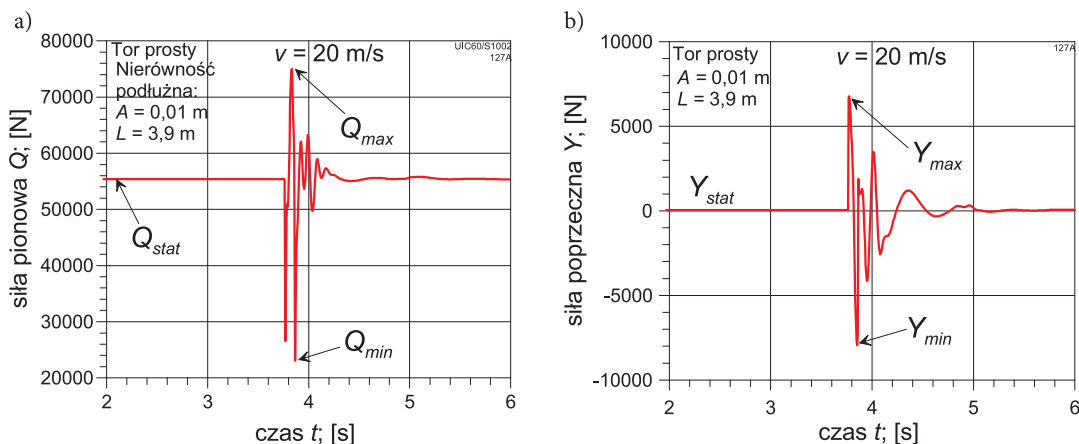 a)
80000
70000
60000
50000
40000
30000
20000
siła pionowa Q; [N]
Tor prosty
Nierówność
podłużna:
A = 0,01 m
L = 3,9 m
v = 20 m/s
UIC60/S1002
127A
Qmax
Qstat
Qmin
2
3
4
5
6
czas t; [s]
b)
10000
5000
0
-5000
-10000
siła poprzeczna Y; [N]
Tor prosty
A = 0,01 m
L = 3,9 m
v = 20 m/s
127A
Ymax
Ystat
Ymin
2
3
4
5
6
czas t; [s]